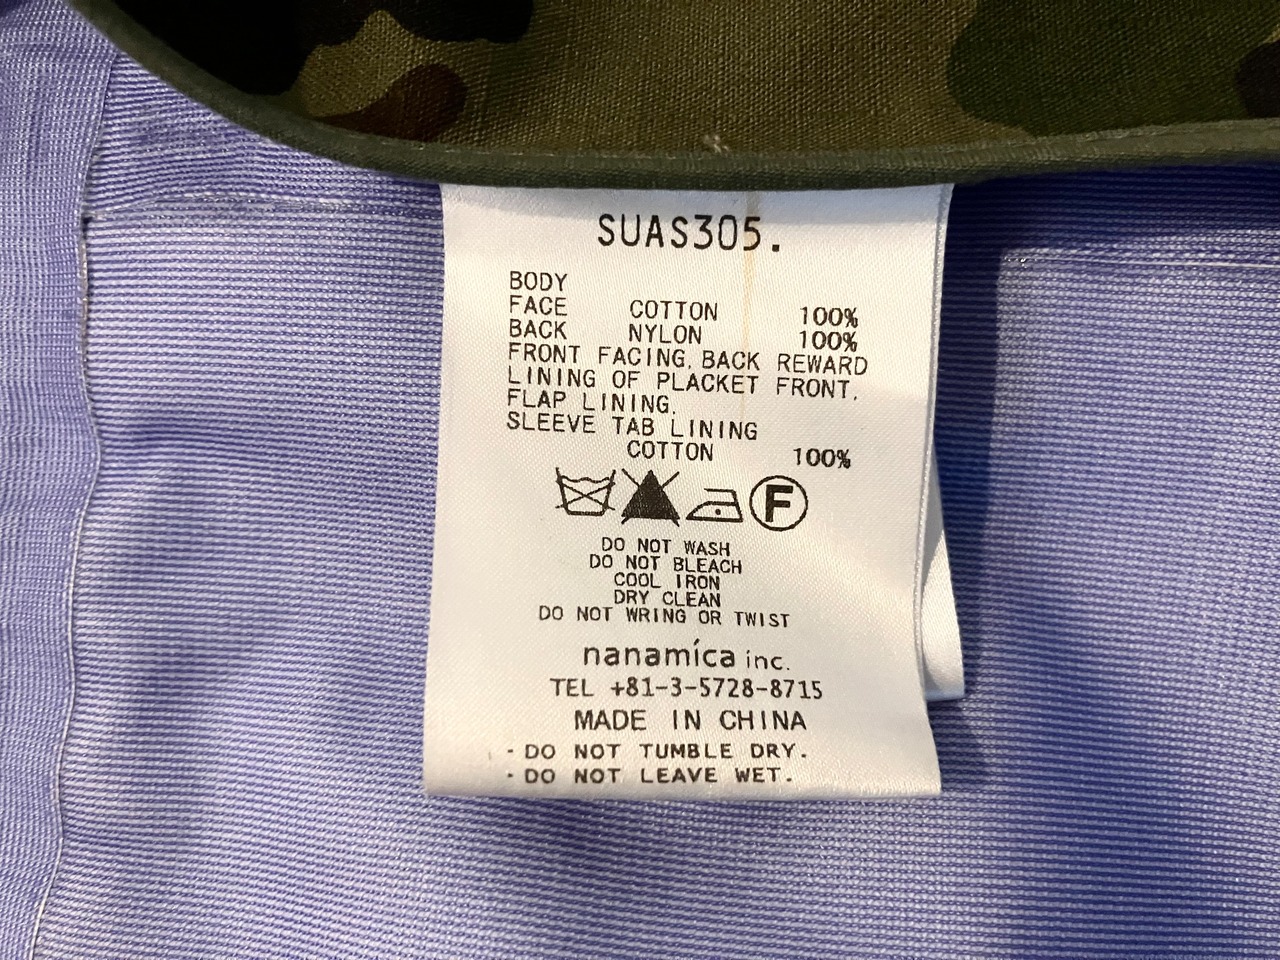 SUAS305.
BODY
FACE COTTON 100%
BACK NYLON 100%
FRONT FACING, BACK REWARD
LINING OF PLACKET FRONT,
FLAP LINING,
SLEEVE TAB LINING
COTTON 100%
F
DO NOT WASH
DO NOT BLEACH
COOL IRON
DRY CLEAN
DO NOT WRING OR TWIST
nanamica inc.
TEL +81-3-5728-8715
MADE IN CHINA
· DO NOT TUMBLE DRY.
· DO NOT LEAVE WET.